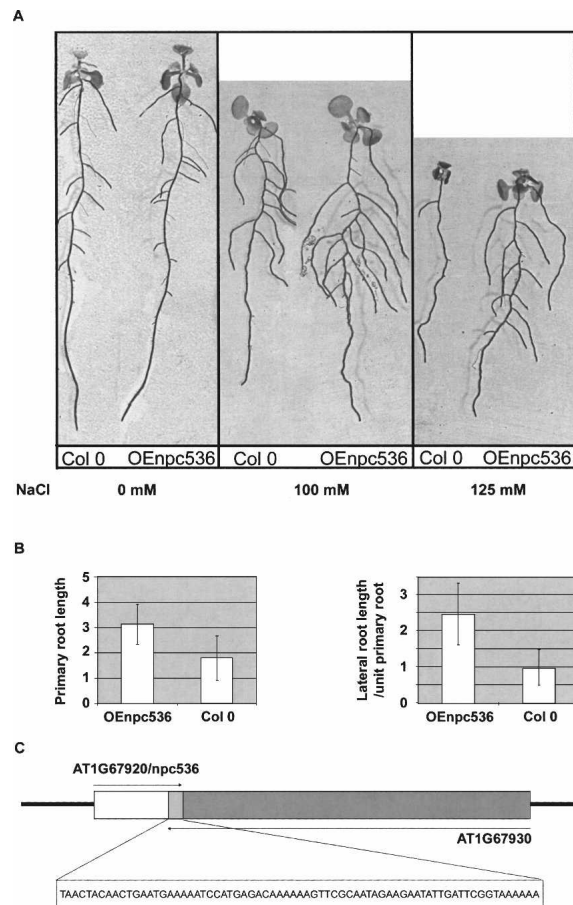 A
Col 0 OEnpc536 Col 0 OEnpc536 Col 0 OEnpc536
NaCl 0 mM 100 mM 125 mM
B
5
4
3
2
1
0
Primary root length
OEnpc536 Col 0
3
2
1
0
Lateral root length
/unit primary root
OEnpc536 Col 0
C
AT1G67920/npc536
AT1G67930
TAACTACAACTGAATGAAAAATCCATGAGACAAAAAAGTTCGCAATAGAAGAATATTGATTCGGTAAAAAA